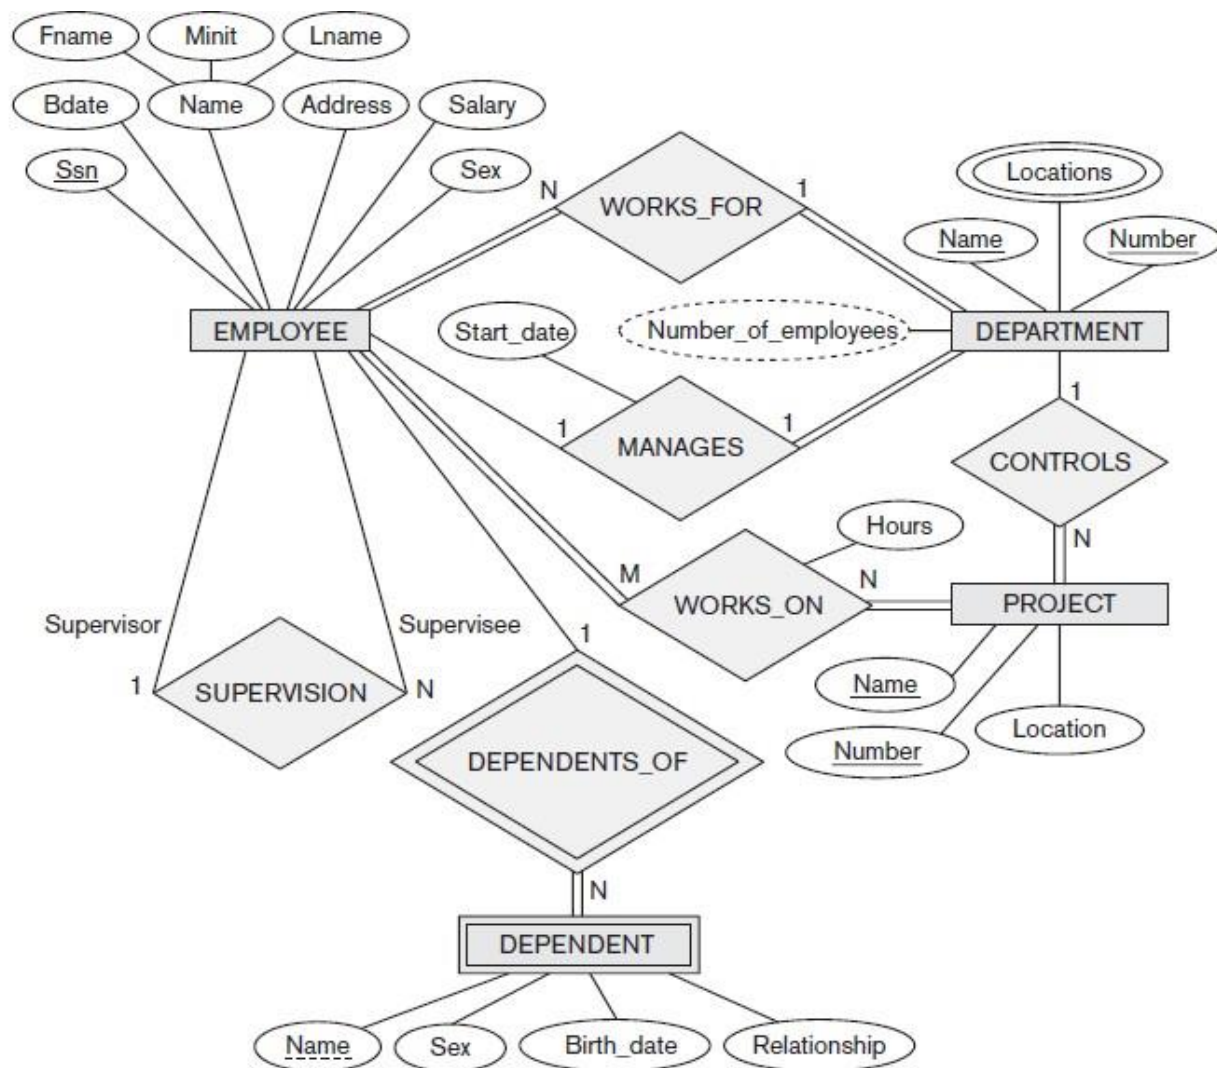 Fname
Minit
Lname
Bdate
Name
Address
Salary
Ssn
Sex
N
WORKS_FOR
1
Locations
Name
Number
EMPLOYEE
Start_date
Number_of_employees
DEPARTMENT
1
MANAGES
1
1
CONTROLS
N
Hours
M
WORKS_ON
N
PROJECT
Supervisor
Supervisee
1
SUPERVISION
N
1
Name
Number
Location
DEPENDENTS_OF
N
DEPENDENT
Name
Sex
Birth_date
Relationship